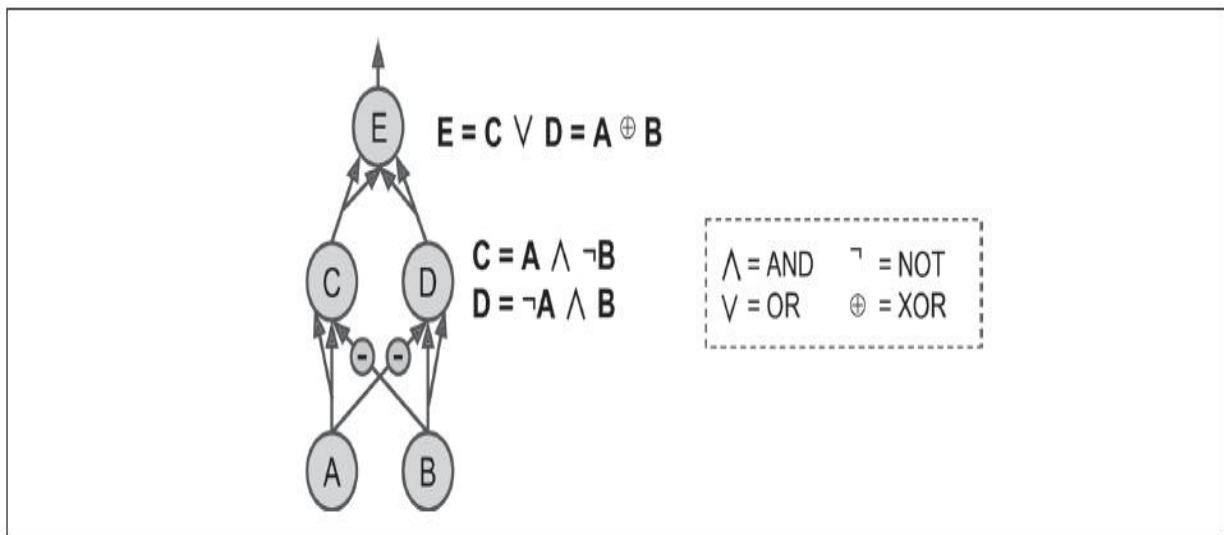 E
E = C ∨ D = A ⊕ B
C
D
C = A ∧ ¬B
D = ¬A ∧ B
∧ = AND ¬ = NOT
∨ = OR ⊕ = XOR
- -
A
B